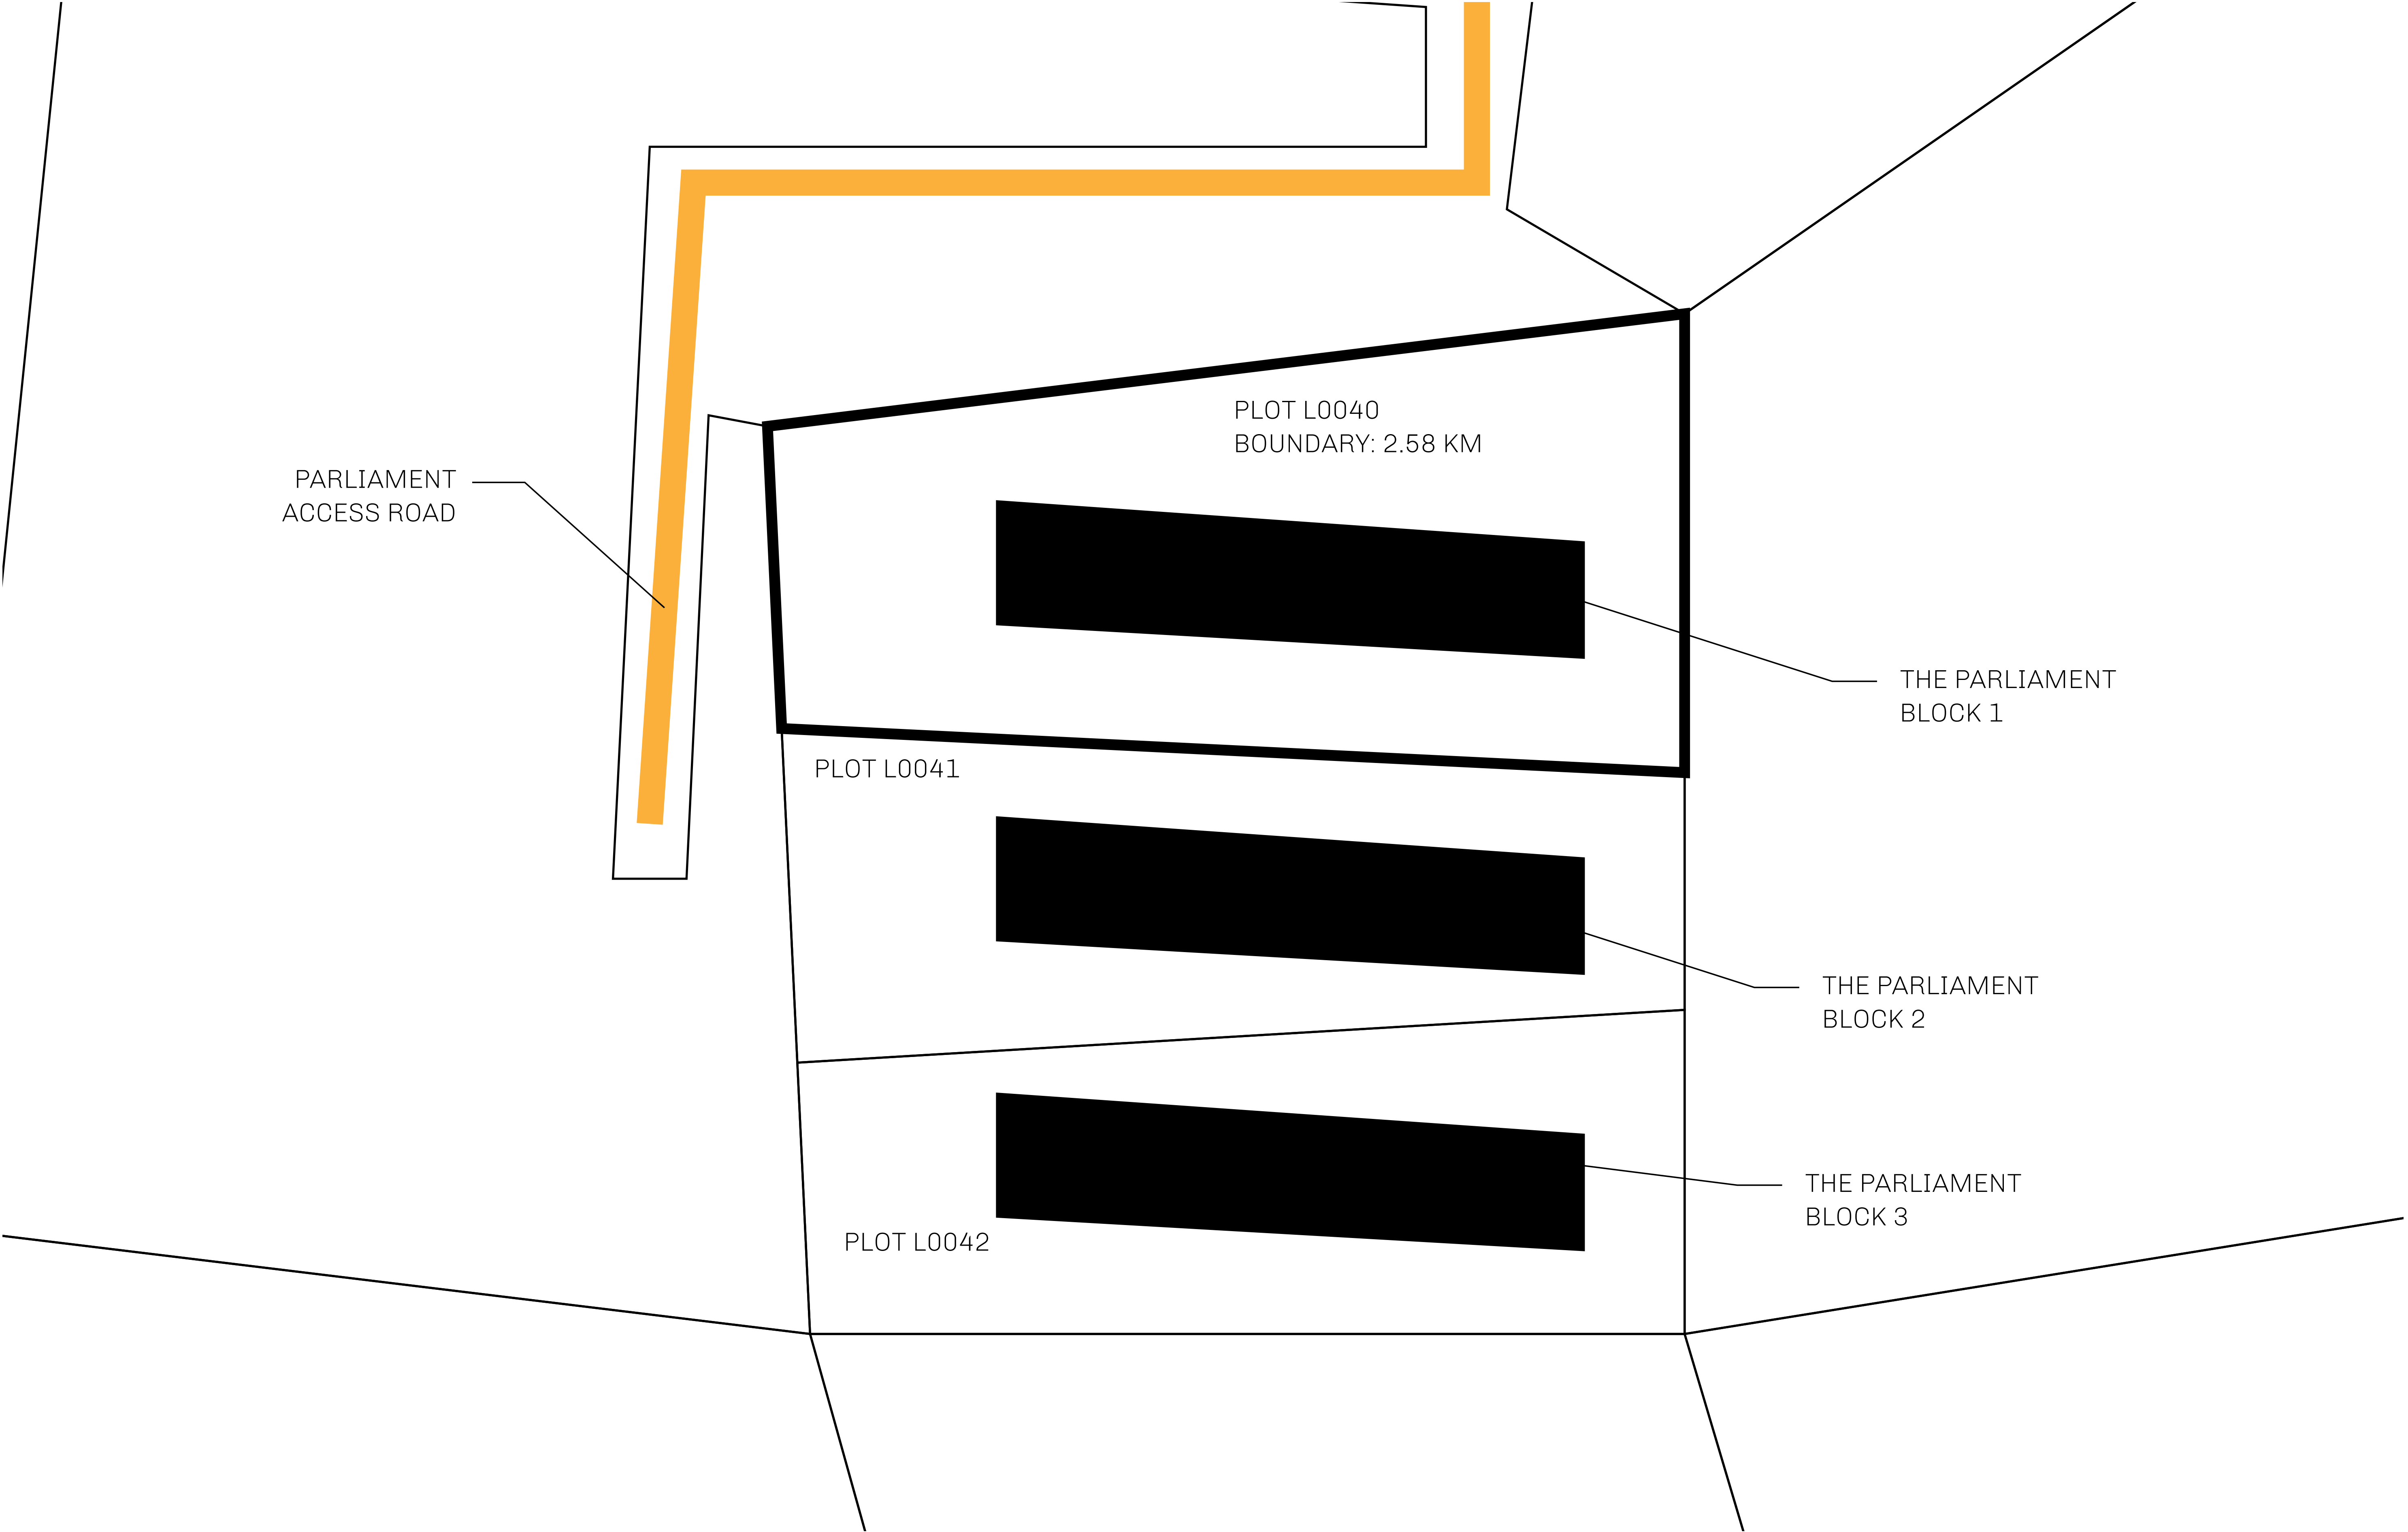 PLOT L0040
BOUNDARY: 2.58 KM
PARLIAMENT
ACCESS ROAD
THE PARLIAMENT
BLOCK 1
PLOT L0041
THE PARLIAMENT
BLOCK 2
THE PARLIAMENT
BLOCK 3
PLOT L0042